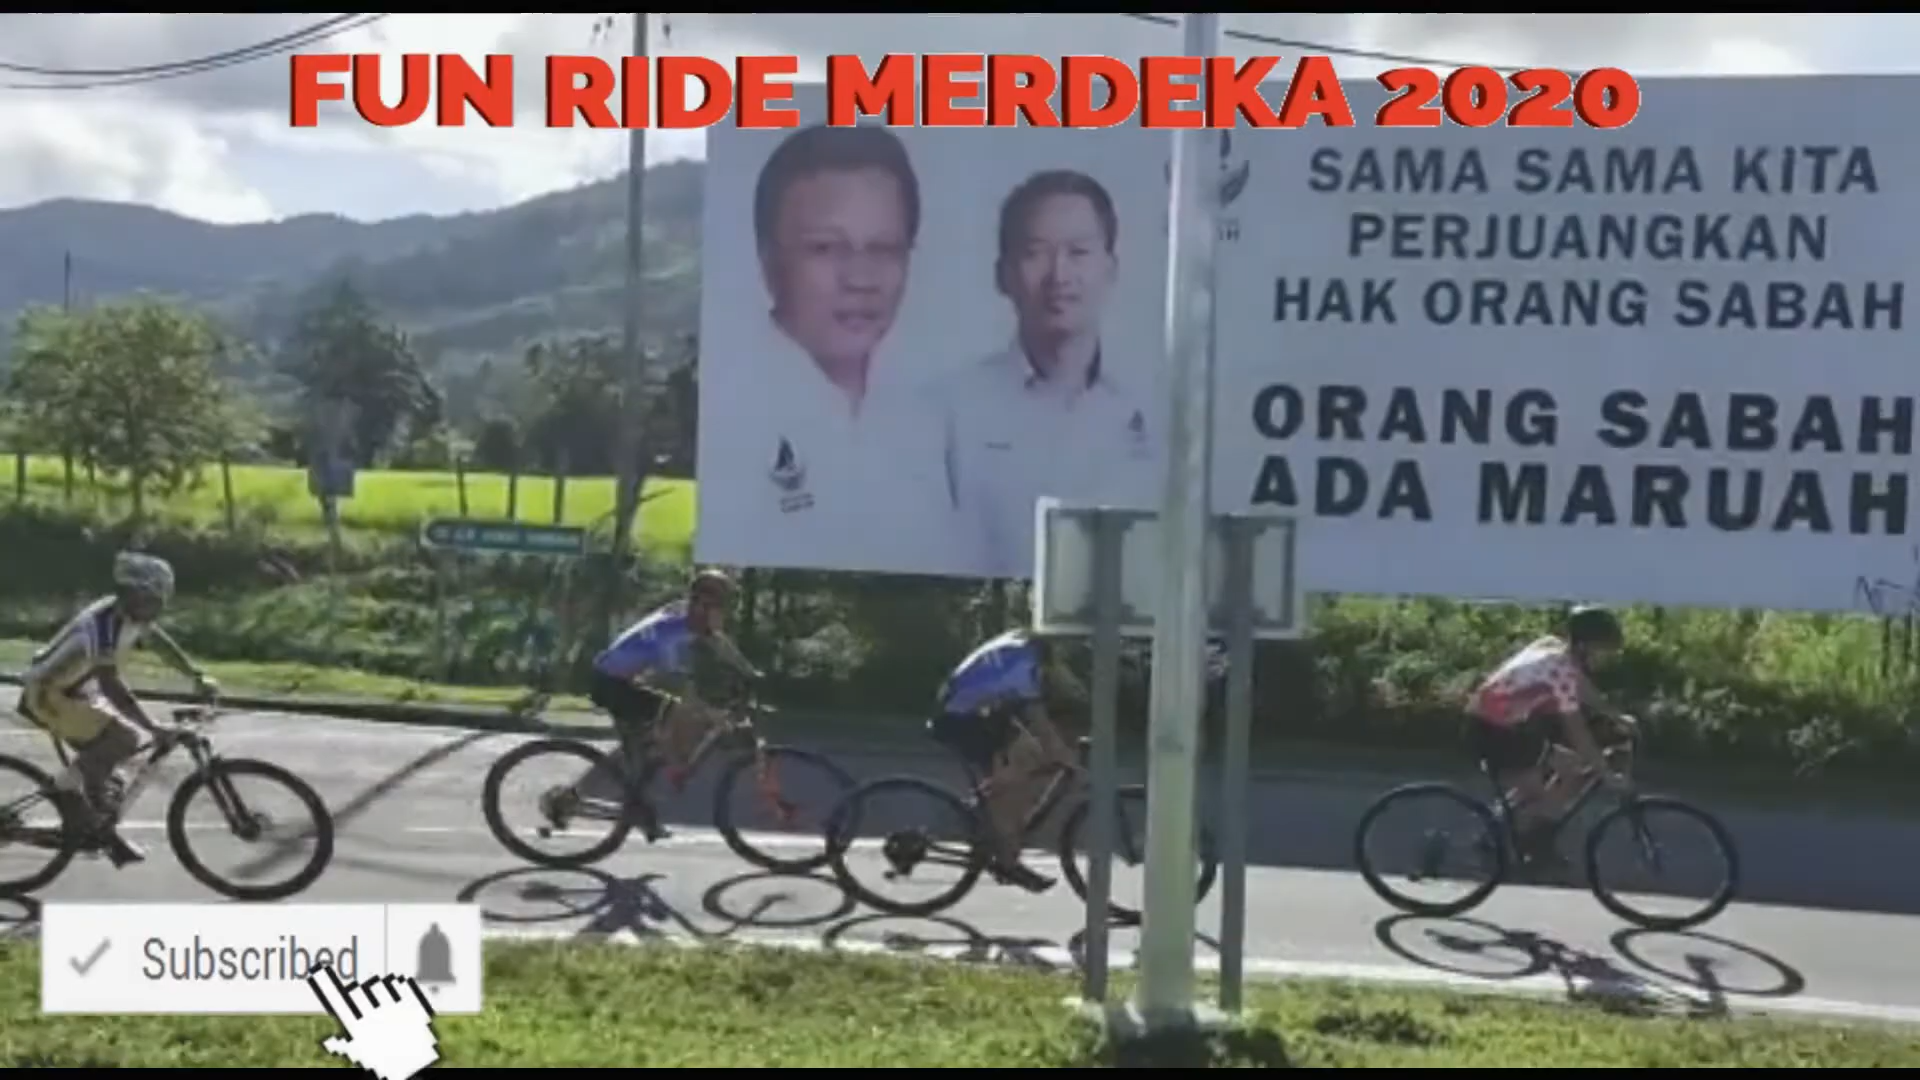 FUN RIDE MERDEKA 2020
SAMA SAMA KITA
PERJUANGKAN
HAK ORANG SABAH
ORANG SABAH
ADA MARUAH
Subscribed